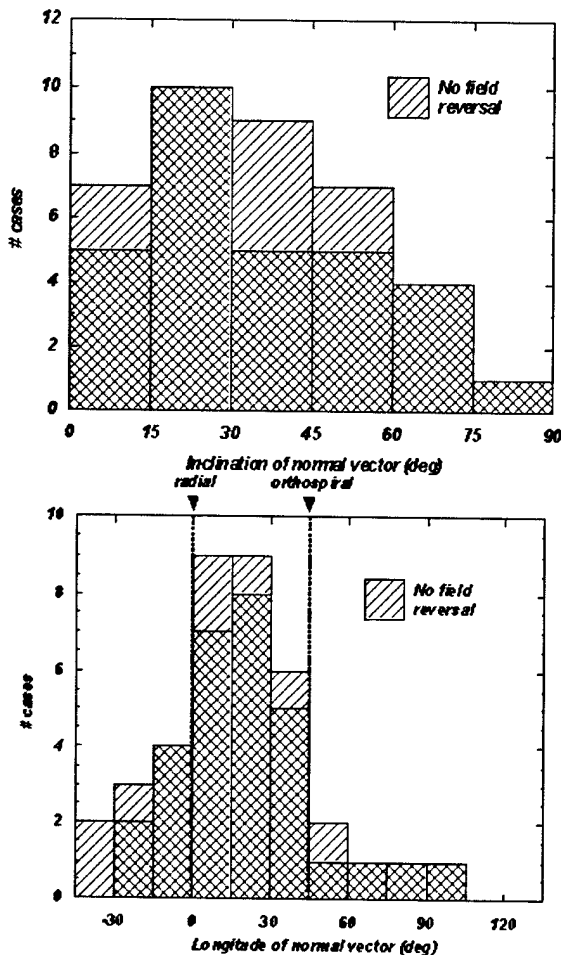 12
10
8
6
4
2
0
# cases
No field
reversal
0 15 30 45 60 75 90
Inclination of normal vector (deg)
radial orthospiral
10
8
6
4
2
0
# cases
No field
reversal
-30 0 30 60 90 120
Longitude of normal vector (deg)